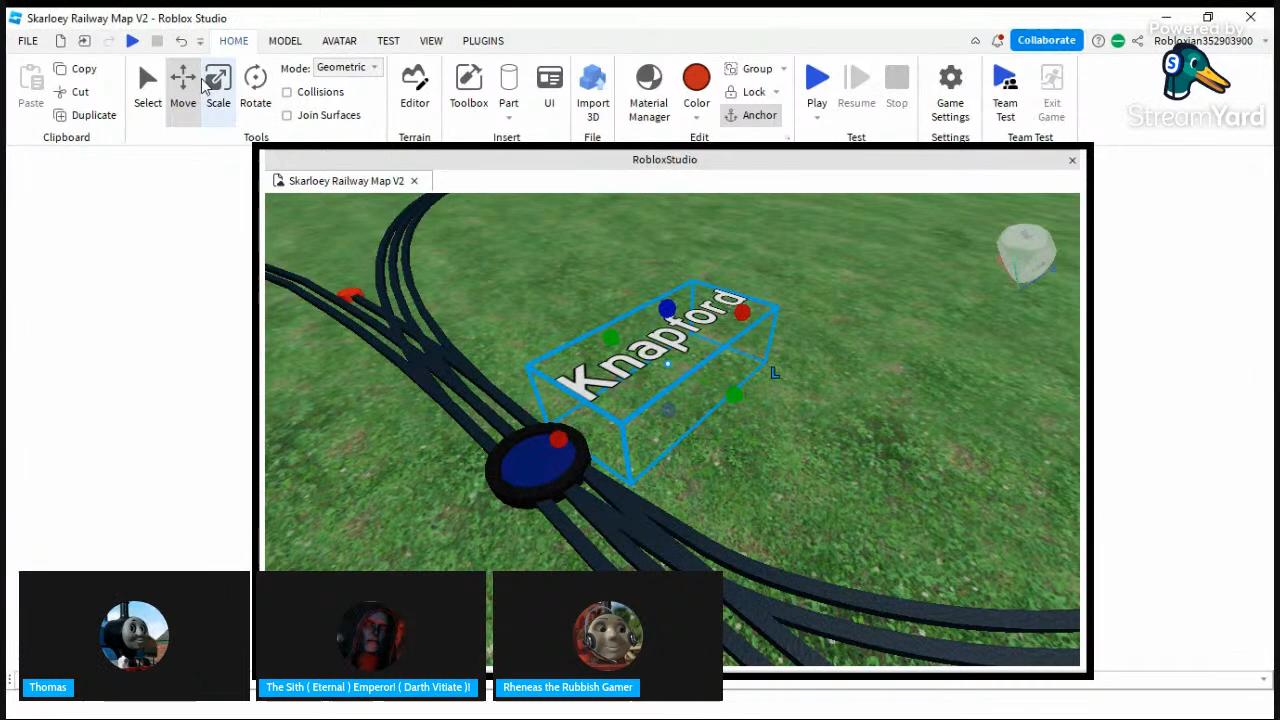 Skarloey Railway Map V2 - Roblox Studio
Powered by
StreamYard
FILE HOME MODEL AVATAR TEST VIEW PLUGINS Collaborate Robloxian352903900
Paste Copy Cut Duplicate
Clipboard
Select Move Scale Rotate
Mode: Geometric
Collisions
Join Surfaces
Tools
Editor
Terrain
Toolbox Part UI
Insert
Import 3D
File
Material Manager Color
Group
Lock
Anchor
Edit
Play Resume Stop
Test
Game Settings
Settings
Team Test Exit Game
Team Test
RobloxStudio
Skarloey Railway Map V2
Knapford
L
Thomas
The Sith ( Eternal ) Emperor! ( Darth Vitiate )!
Rheneas the Rubbish Gamer